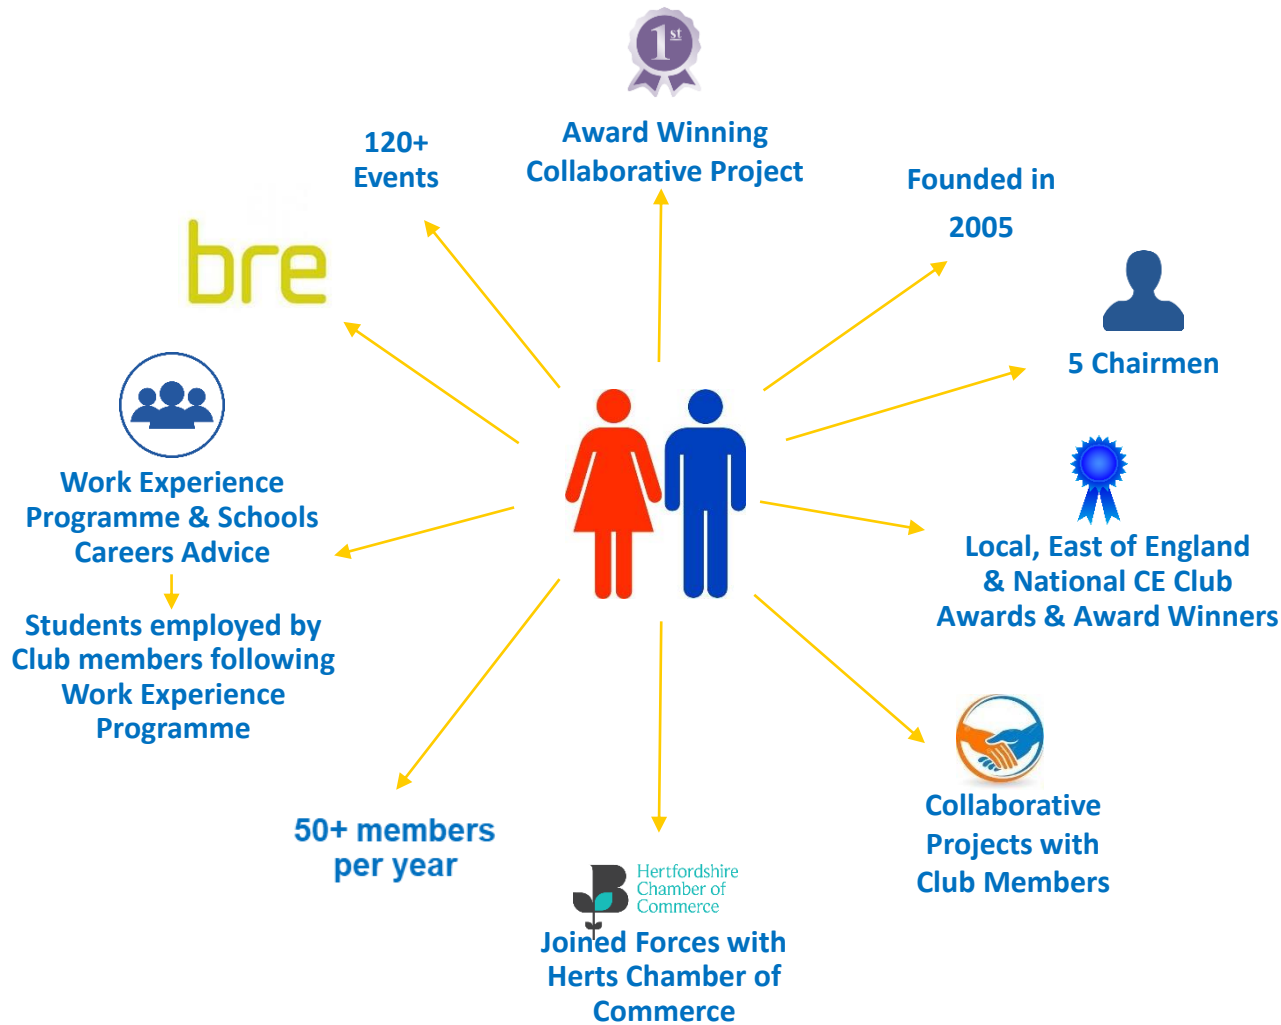 1st
Award Winning
Collaborative Project
120+
Events
Founded in
2005
bre
5 Chairmen
Work Experience
Programme & Schools
Careers Advice
Students employed by
Club members following
Work Experience
Programme
Local, East of England
& National CE Club
Awards & Award Winners
Collaborative
Projects with
Club Members
50+ members
per year
Hertfordshire
Chamber of
Commerce
Joined Forces with
Herts Chamber of
Commerce